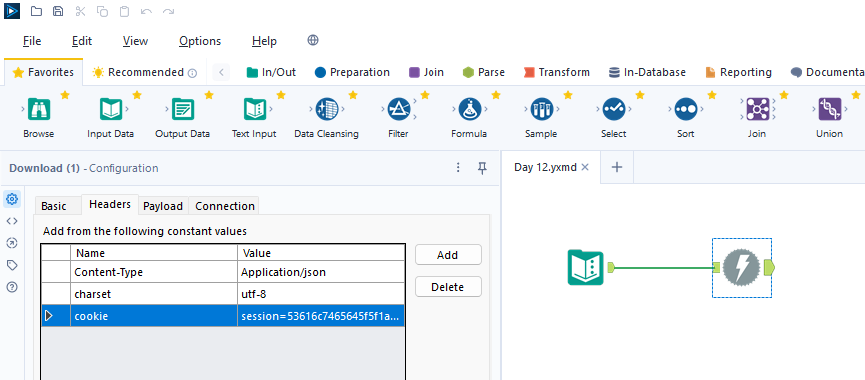 File Edit View Options Help
Favorites Recommended In/Out Preparation Join Parse Transform In-Database Reporting Documenta
Browse Input Data Output Data Text Input Data Cleansing Filter Formula Sample Select Sort Join Union
Download (1) - Configuration
Day 12.yxmd
Basic Headers Payload Connection
Add from the following constant values
Name Value
Content-Type Application/json
charset utf-8
cookie session=53616c7465645f5f1a...
Add
Delete